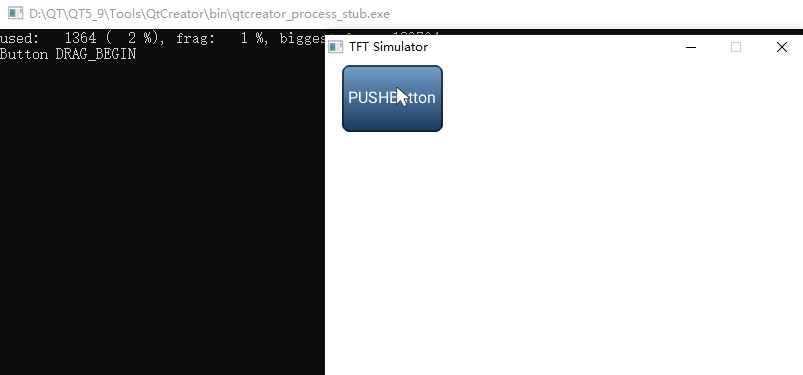 D:\QT\QT5_9\Tools\QtCreator\bin\qtcreator_process_stub.exe
used:   1364 (  2 %), frag:   1 %, bigges
Button DRAG_BEGIN
TFT Simulator
PUSHButton